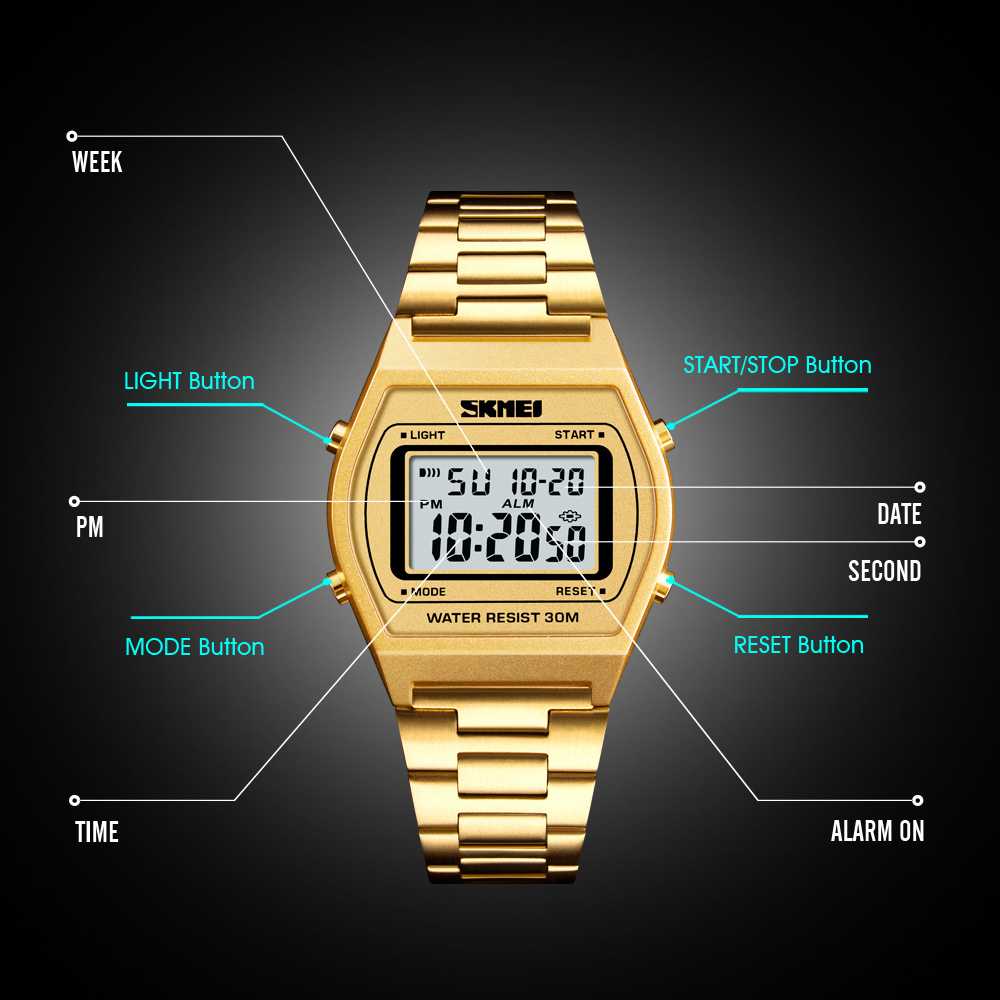 WEEK
LIGHT Button
START/STOP Button
SKMEI
LIGHT
START
SU 10-20
PM
ALM
10:20 50
PM
DATE
SECOND
MODE
RESET
WATER RESIST 30M
MODE Button
RESET Button
TIME
ALARM ON